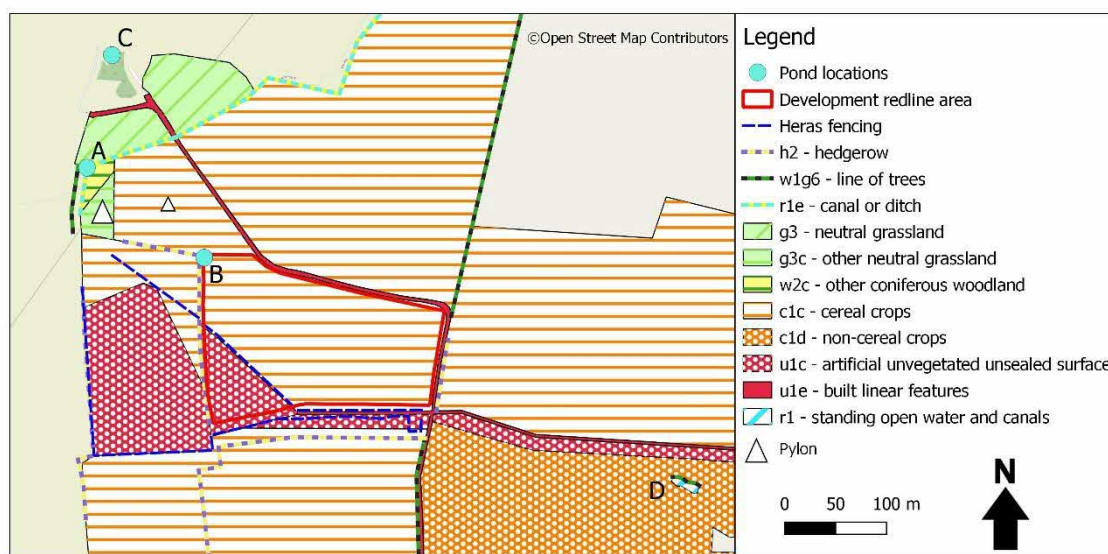 C
©Open Street Map Contributors
A
B
D
Legend
Pond locations
Development redline area
Heras fencing
h2 - hedgerow
w1g6 - line of trees
r1e - canal or ditch
g3 - neutral grassland
g3c - other neutral grassland
w2c - other coniferous woodland
c1c - cereal crops
c1d - non-cereal crops
u1c - artificial unvegetated unsealed surface
u1e - built linear features
r1 - standing open water and canals
Pylon
N
0 50 100 m